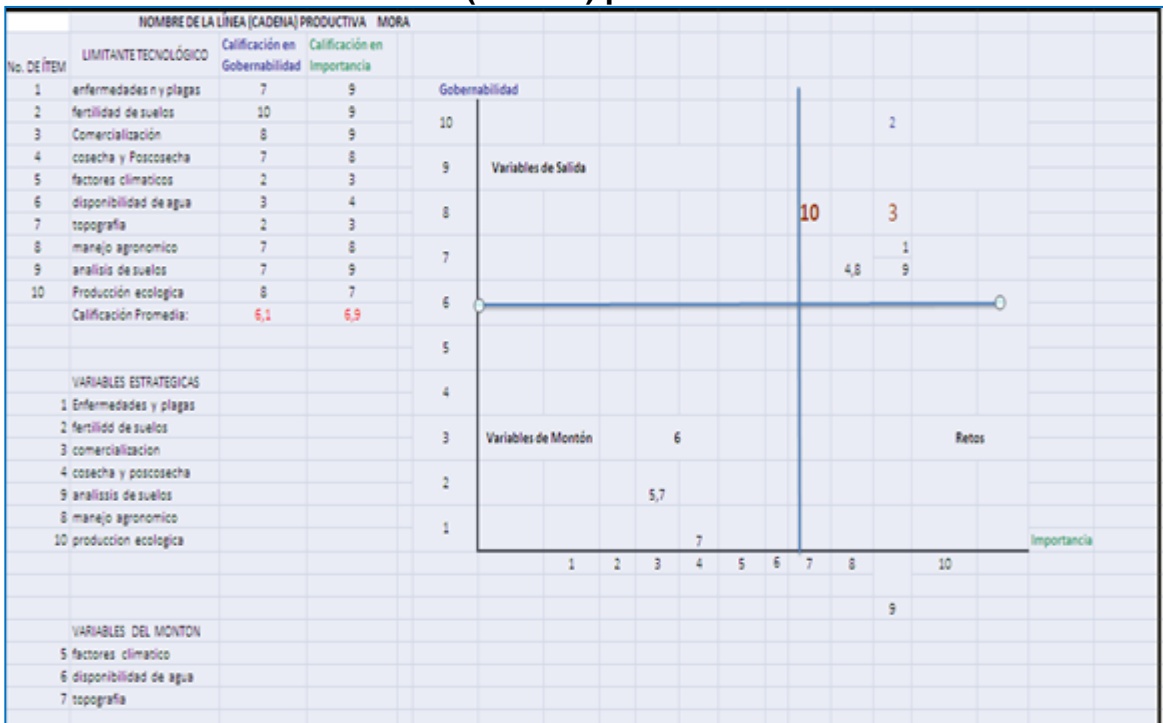 NOMBRE DE LA LÍNEA (CADENA) PRODUCTIVA MORA
No. DE ÍTEM LIMITANTE TECNOLÓGICO Calificación en Gobernabilidad Calificación en Importancia
1 enfermedades n y plagas 7 9
2 fertilidad de suelos 10 9
3 Comercialización 8 9
4 cosecha y Poscosecha 7 8
5 factores climaticos 2 3
6 disponibilidad de agua 3 4
7 topografia 2 3
8 manejo agronomico 7 8
9 analisis de suelos 7 9
10 Producción ecologica 8 7
Calificación Promedia: 6,1 6,9
VARIABLES ESTRATEGICAS
1 Enfermedades y plagas
2 fertilidd de suelos
3 comercializacion
4 cosecha y poscosecha
9 analissis de suelos
8 manejo agronomico
10 produccion ecologica
VARIABLES DEL MONTON
5 factores climatico
6 disponibilidad de agua
7 topografia
Gobernabilidad
10 2
9 Variables de Salida
8 10 3
1
7
4,8 9
6
5
4
3 Variables de Montón 6 Retos
2
5,7
1
7
Importancia
1 2 3 4 5 6 7 8 10
9